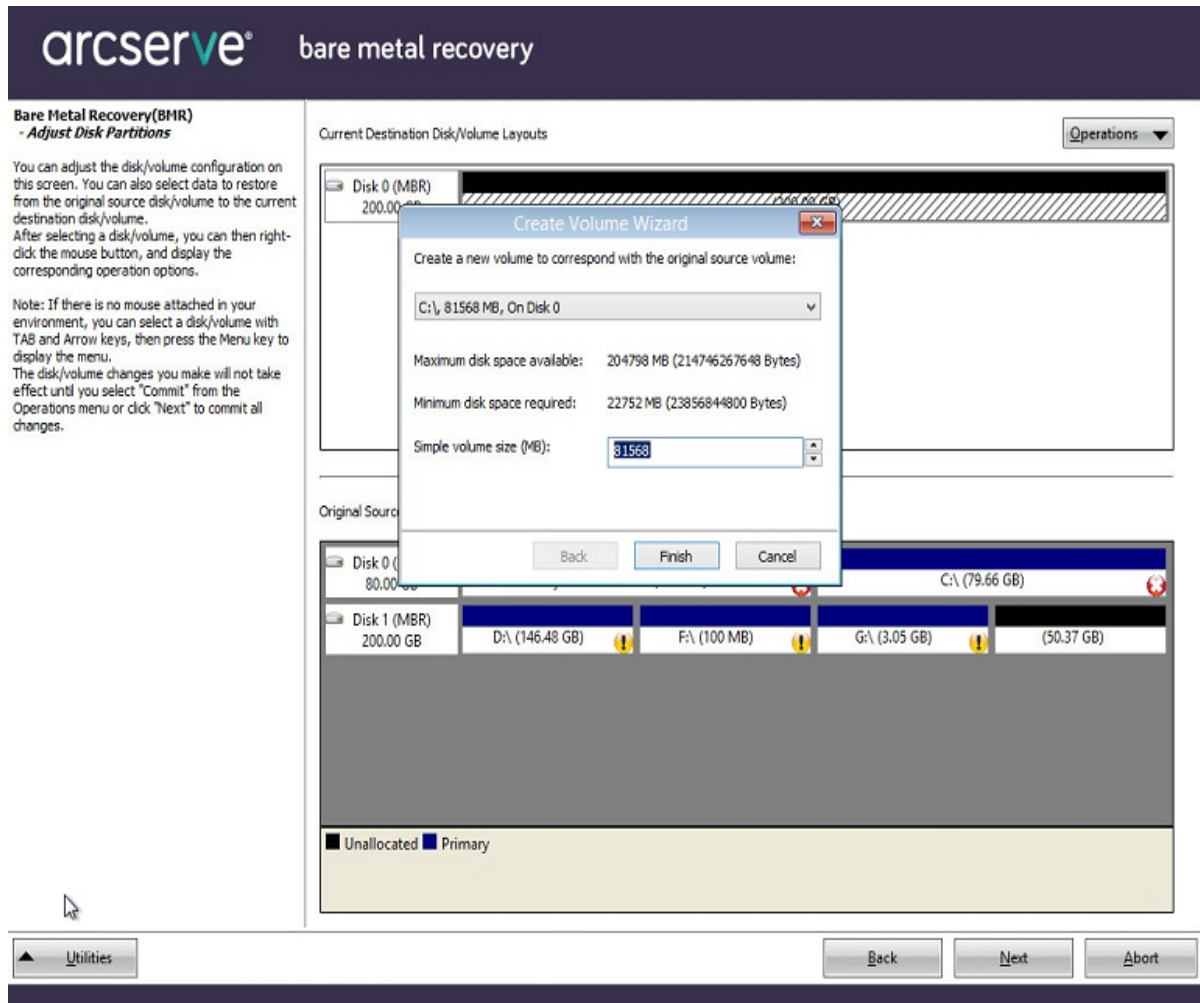 arcserve® bare metal recovery
Bare Metal Recovery(BMR)
- Adjust Disk Partitions
You can adjust the disk/volume configuration on
this screen. You can also select data to restore
from the original source disk/volume to the current
destination disk/volume.
After selecting a disk/volume, you can then right-
click the mouse button, and display the
corresponding operation options.
Note: If there is no mouse attached in your
environment, you can select a disk/volume with
TAB and Arrow keys, then press the Menu key to
display the menu.
The disk/volume changes you make will not take
effect until you select "Commit" from the
Operations menu or click "Next" to commit all
changes.
Current Destination Disk/Volume Layouts
Operations
Disk 0 (MBR)
200.00 GB
(200.00 GB)
Create Volume Wizard
Create a new volume to correspond with the original source volume:
C:\, 81568 MB, On Disk 0
Maximum disk space available: 204798 MB (214746267648 Bytes)
Minimum disk space required: 22752 MB (23856844800 Bytes)
Simple volume size (MB): 81568
Back Finish Cancel
Original Sourc
Disk 0 (
80.00 GB
C:\ (79.66 GB)
Disk 1 (MBR)
200.00 GB
D:\ (146.48 GB) F:\ (100 MB) G:\ (3.05 GB) (50.37 GB)
Unallocated Primary
Utilities Back Next Abort